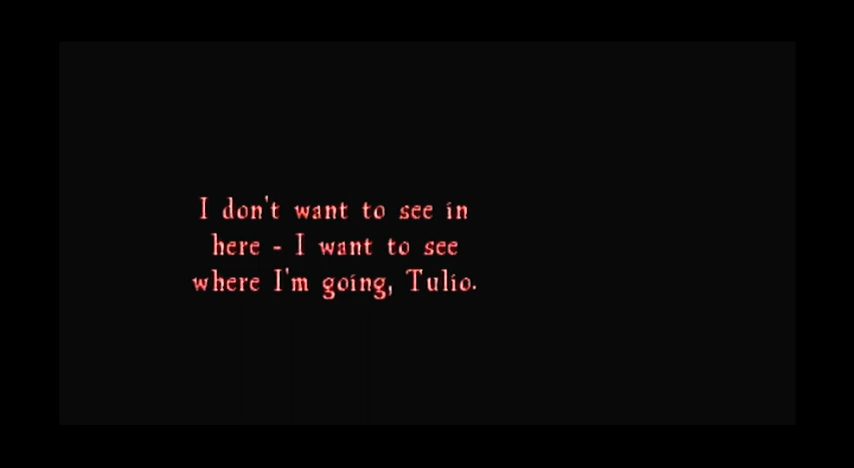 I don't want to see in
here - I want to see
where I'm going, Tulio.